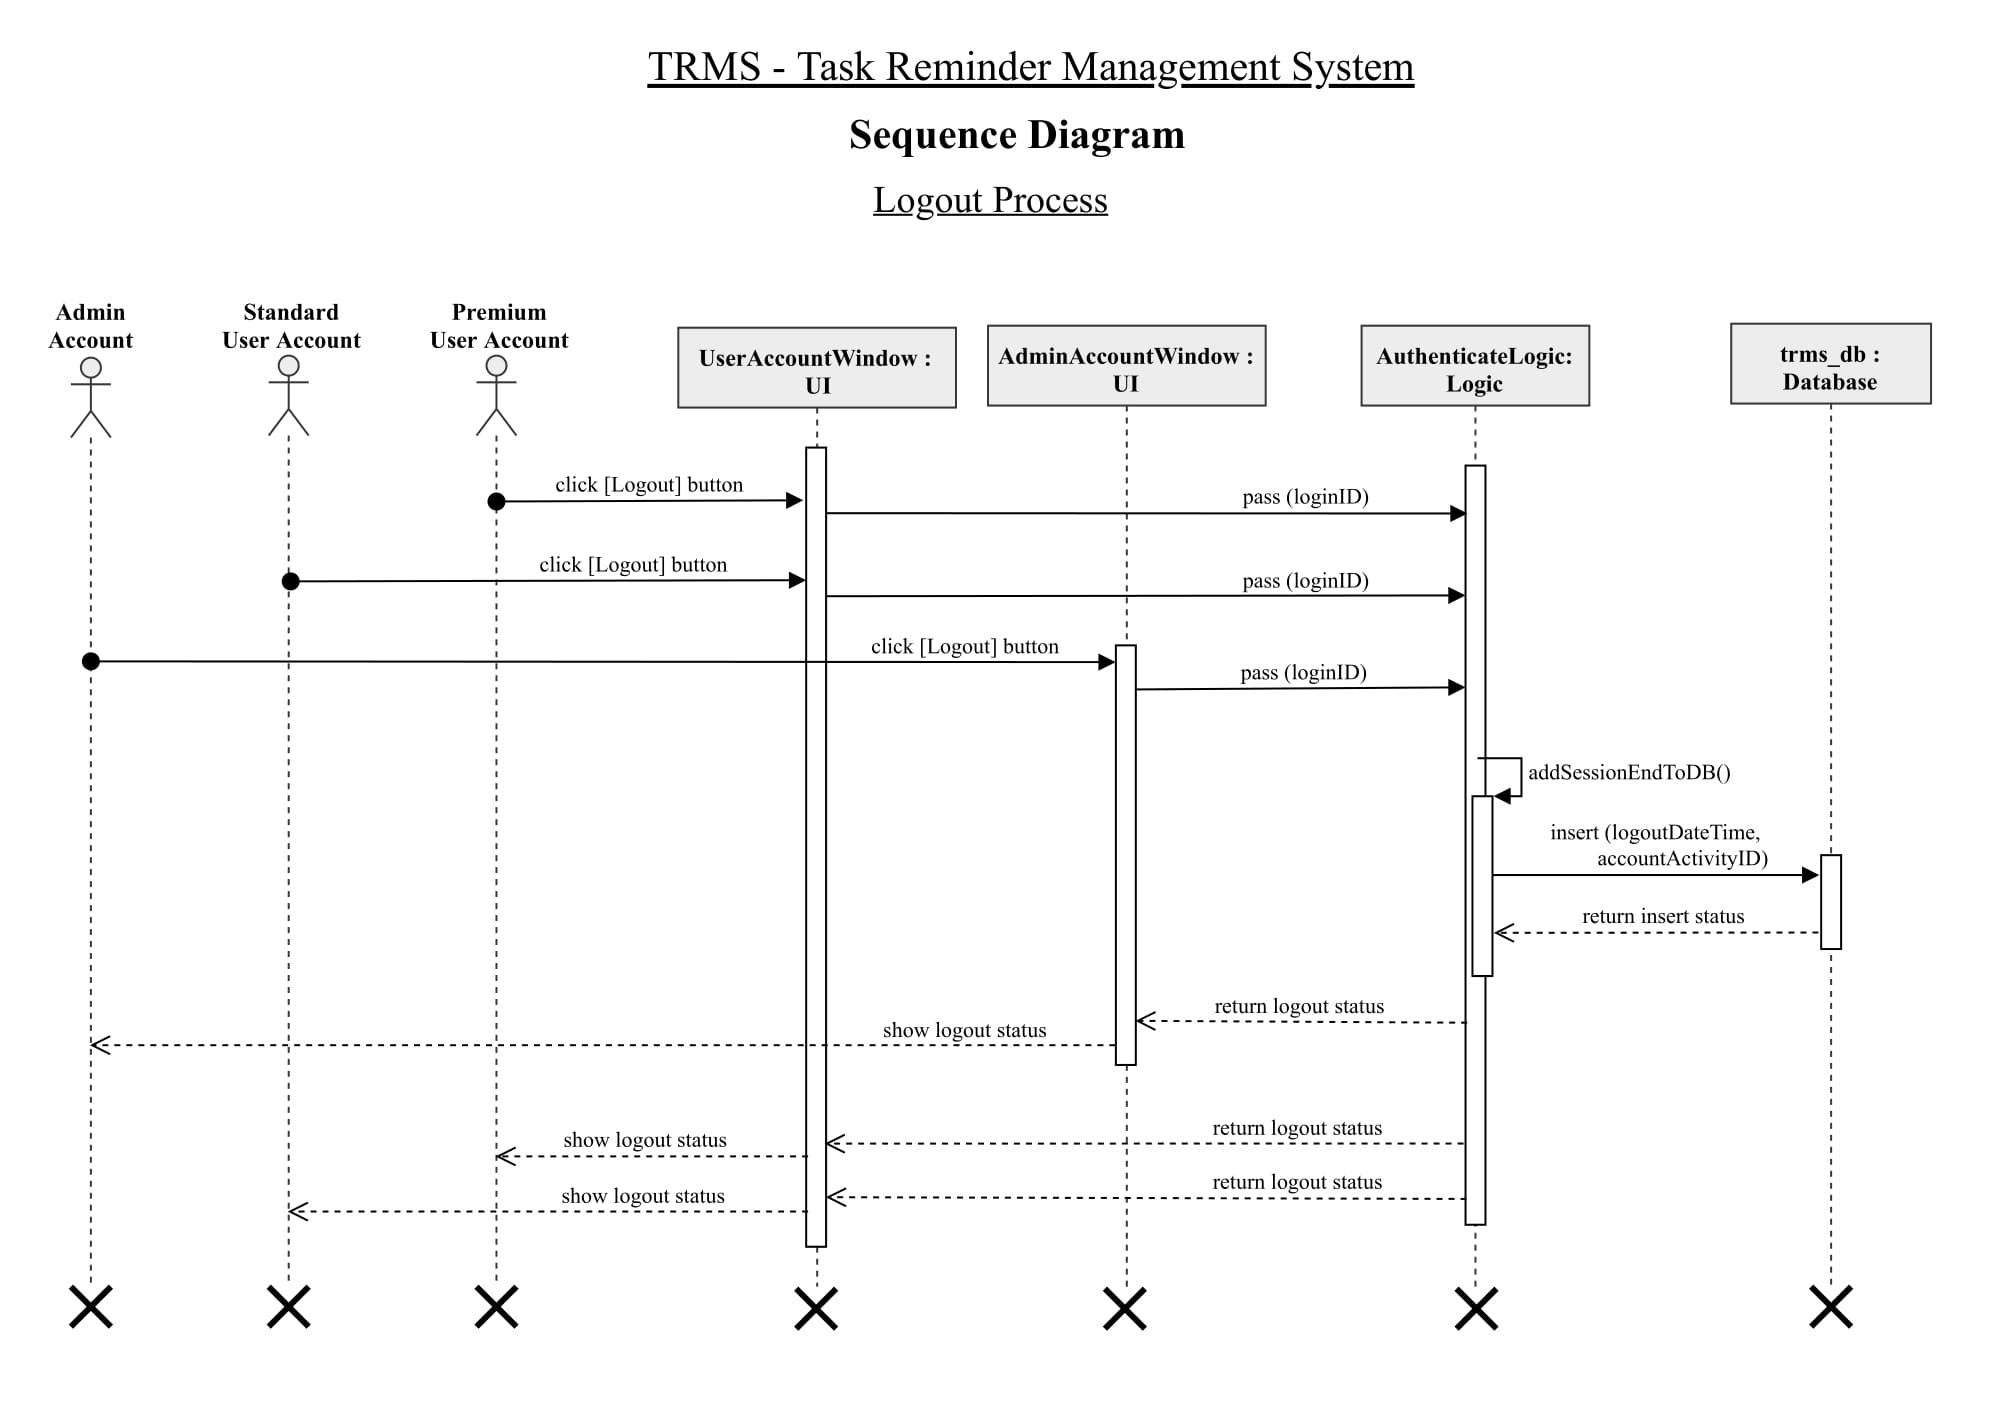 TRMS - Task Reminder Management System
Sequence Diagram
Logout Process
Admin
Account
Standard
User Account
Premium
User Account
UserAccountWindow :
UI
AdminAccountWindow :
UI
AuthenticateLogic:
Logic
trms_db :
Database
click [Logout] button
pass (loginID)
click [Logout] button
pass (loginID)
click [Logout] button
pass (loginID)
addSessionEndToDB()
insert (logoutDateTime,
accountActivityID)
return insert status
return logout status
show logout status
return logout status
show logout status
return logout status
show logout status